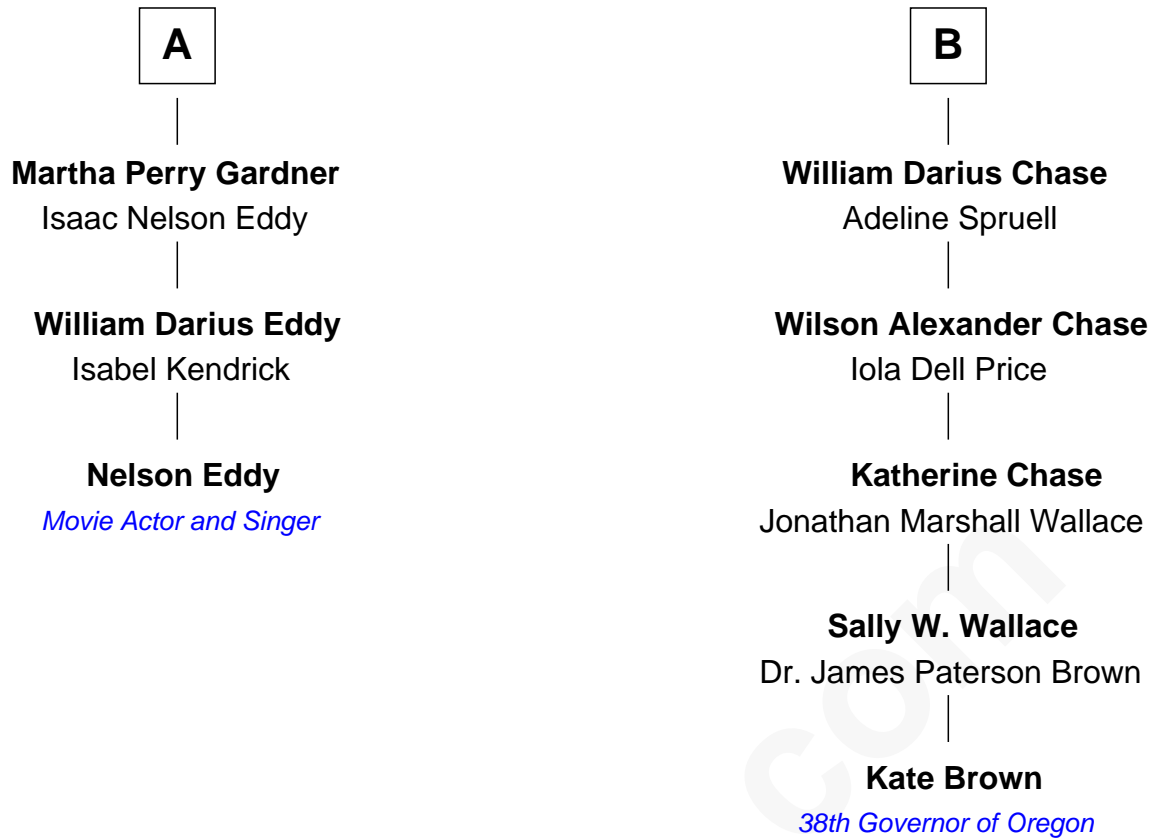 A
Martha Perry Gardner
Isaac Nelson Eddy
William Darius Eddy
Isabel Kendrick
Nelson Eddy
Movie Actor and Singer
B
William Darius Chase
Adeline Spruell
Wilson Alexander Chase
Iola Dell Price
Katherine Chase
Jonathan Marshall Wallace
Sally W. Wallace
Dr. James Paterson Brown
Kate Brown
38th Governor of Oregon
com